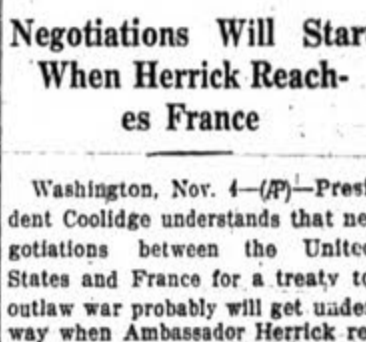 Negotiations Will Star
When Herrick Reach-
es France
Washington, Nov. 4—(AP)—Presi
dent Coolidge understands that ne
gotiations between the Unite
States and France for a treaty to
outlaw war probably will get unde
way when Ambassador Herrick re